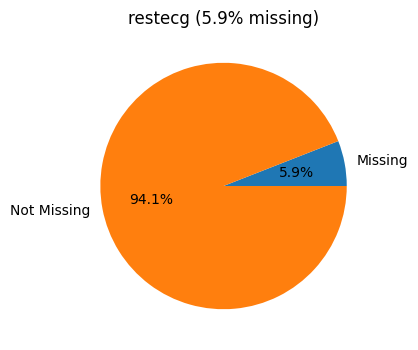 restecg (5.9% missing)
Missing
5.9%
94.1%
Not Missing